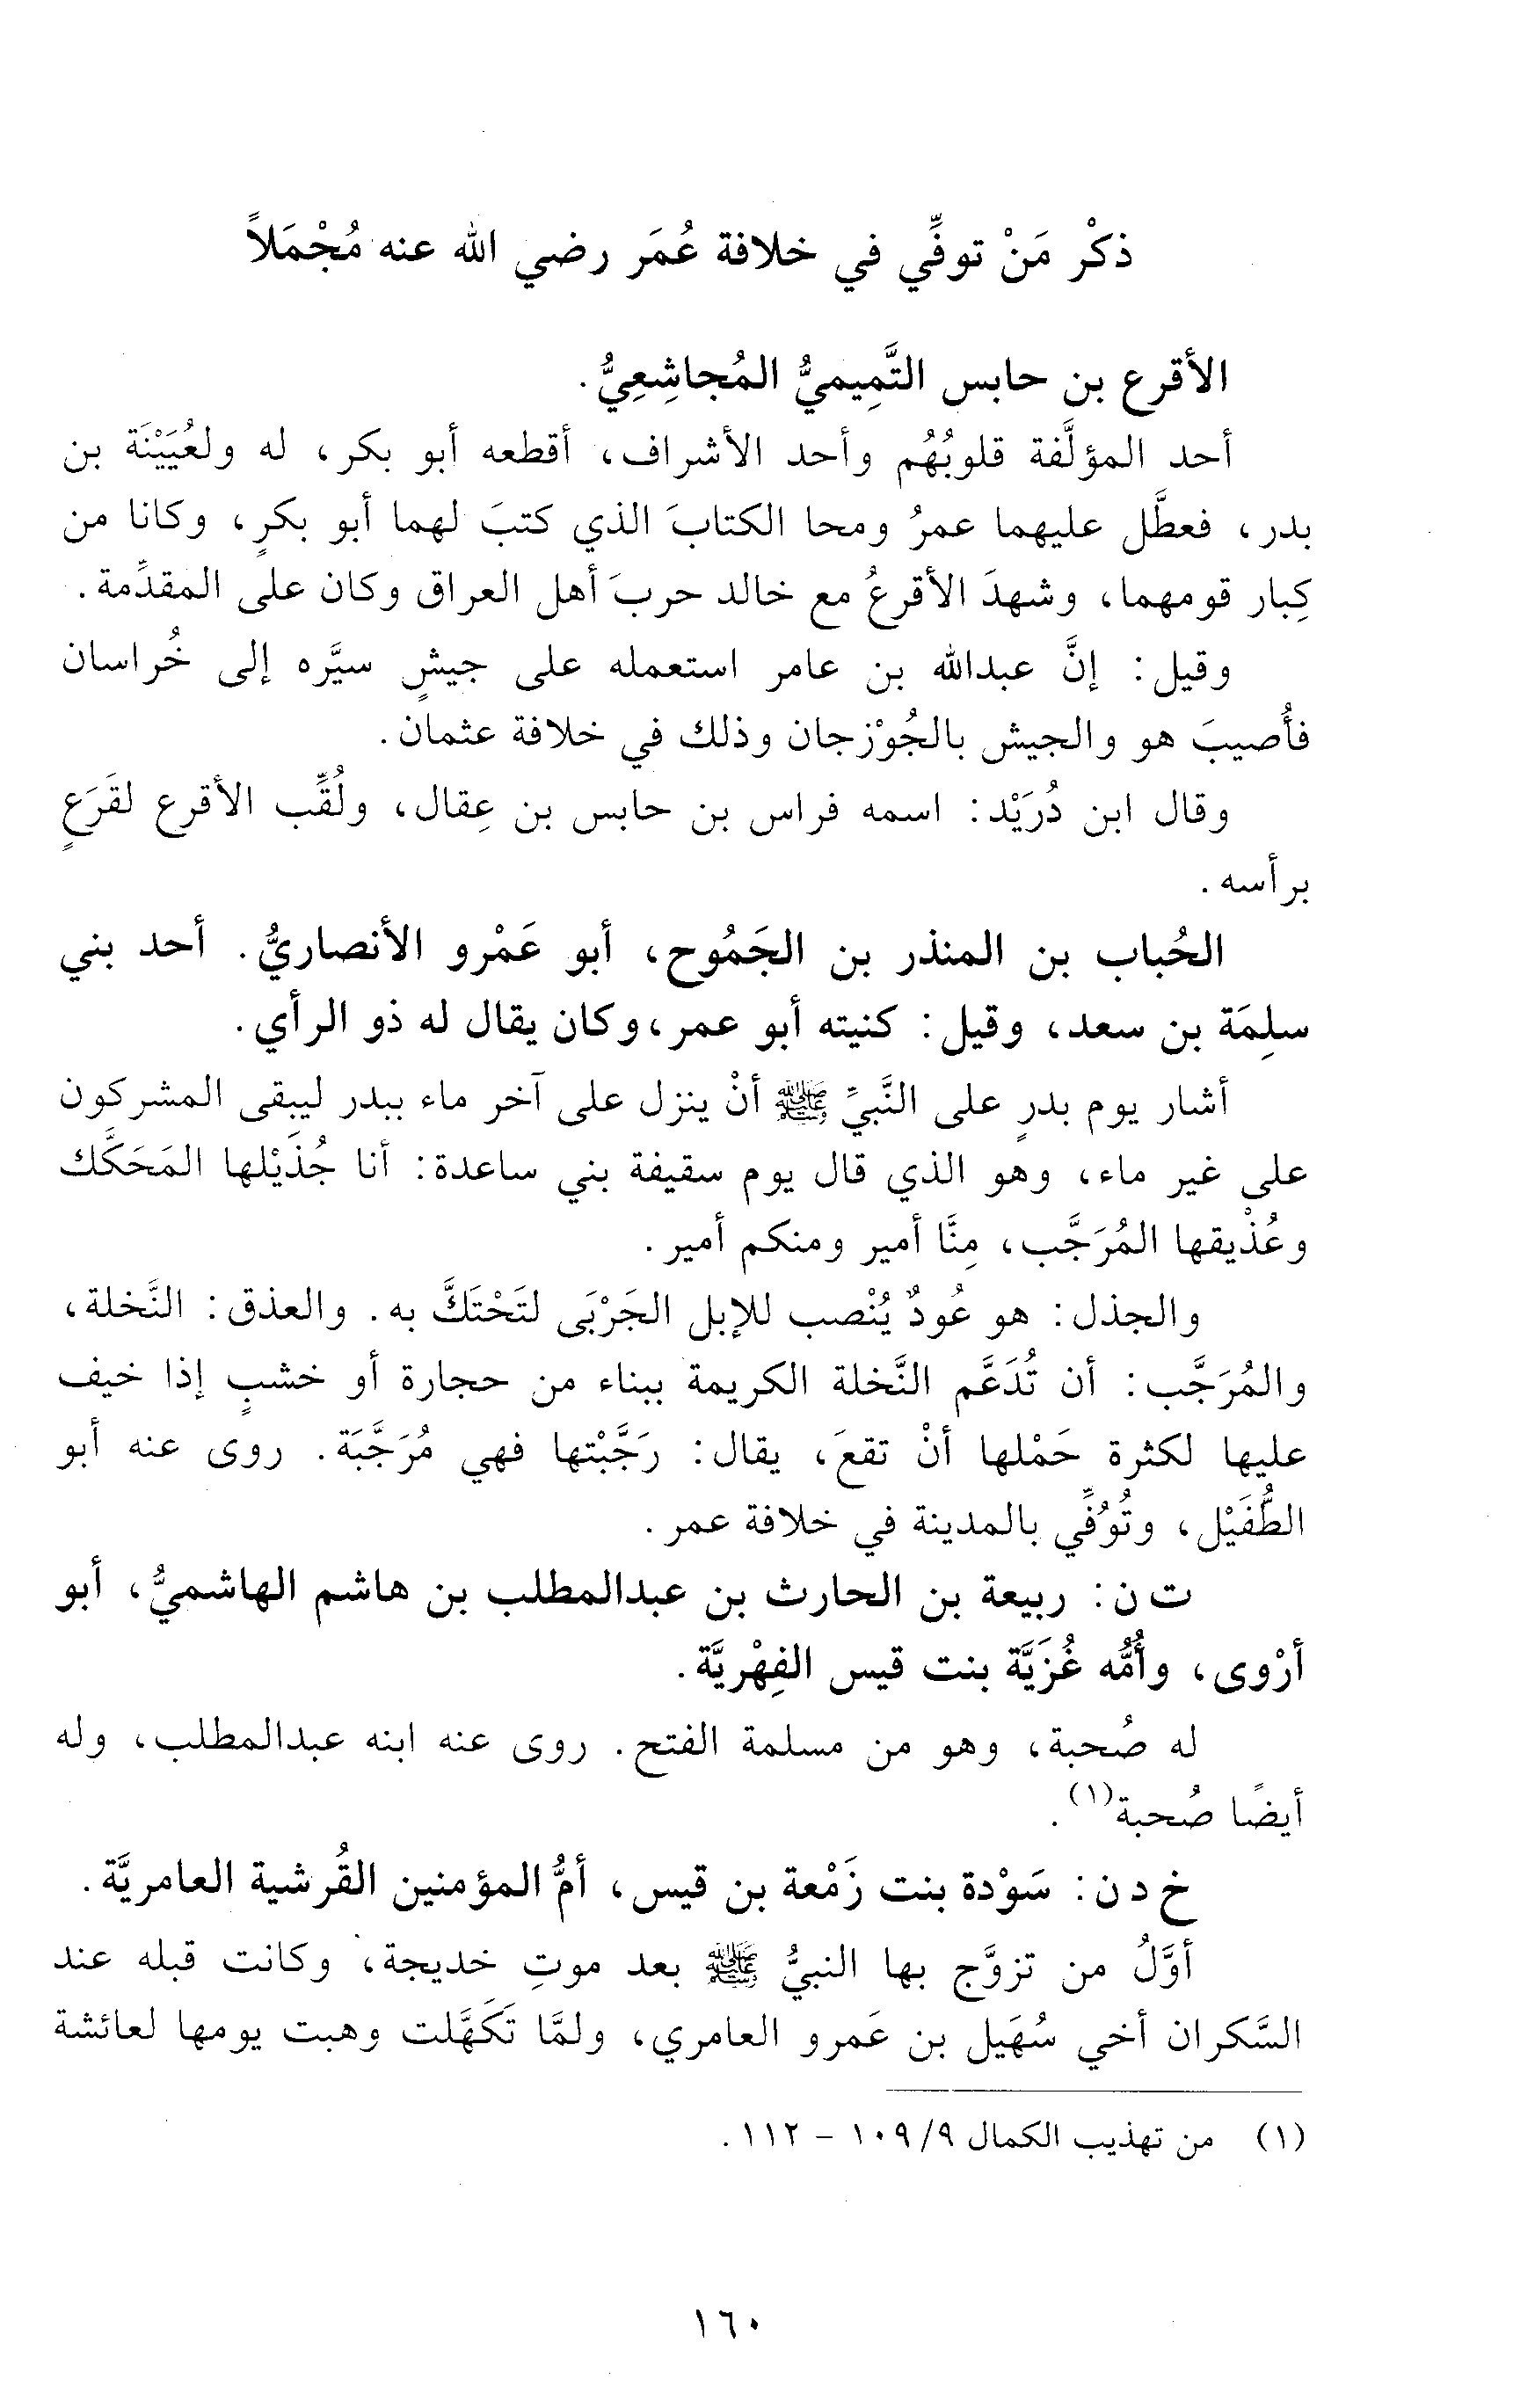 ذكْر مَنْ توفِّي في خلافة عُمَر رضي الله عنه مُجْمَلاً
الأقرع بن حابس التَّمِيميُّ المُجاشِعِيُّ.
أحد المؤلَّفة قلوبُهُم وأحد الأشراف، أقطعه أبو بكر، له ولعُيَيْنَة بن
بدر، فعطَّل عليهما عمرُ ومحا الكتابَ الذي كتبَ لهما أبو بكرٍ، وكانا من
كِبار قومهما، وشهدَ الأقرعُ مع خالد حربَ أهل العراق وكان على المقدِّمة.
وقيل: إنَّ عبدالله بن عامر استعمله على جيشٍ سيَّره إلى خُراسان
فأُصيبَ هو والجيش بالجُوْزجان وذلك في خلافة عثمان.
وقال ابن دُرَيْد: اسمه فراس بن حابس بن عِقال، ولُقِّب الأقرع لقَرَعٍ
برأسه.
الحُباب بن المنذر بن الجَمُوح، أبو عَمْرو الأنصاريُّ. أحد بني
سلِمَة بن سعد، وقيل: كنيته أبو عمر، وكان يقال له ذو الرأي.
أشار يوم بدرٍ على النَّبيِّ ﷺ أنْ ينزل على آخر ماء ببدر ليبقى المشركون
على غير ماء، وهو الذي قال يوم سقيفة بني ساعدة: أنا جُذَيْلها المَحَكَّك
وعُذْيقها المُرَجَّب، مِنَّا أمير ومنكم أمير.
والجذل: هو عُودٌ يُنْصب للإبل الجَرْبَى لتَحْتَكَّ به. والعذق: النَّخلة،
والمُرَجَّب: أن تُدَعَّم النَّخلة الكريمة ببناء من حجارة أو خشبٍ إذا خيف
عليها لكثرة حَمْلها أنْ تقعَ، يقال: رَجَّبْتها فهي مُرَجَّبَة. روى عنه أبو
الطُّفَيْل، وتُوُفِّي بالمدينة في خلافة عمر.
ت ن: ربيعة بن الحارث بن عبدالمطلب بن هاشم الهاشميُّ، أبو
أرْوى، وأُمُّه غُزَيَّة بنت قيس الفِهْريَّة.
له صُحبة، وهو من مسلمة الفتح. روى عنه ابنه عبدالمطلب، وله
أيضًا صُحبة(١).
خ د ن: سَوْدة بنت زَمْعة بن قيس، أمُّ المؤمنين القُرشية العامريَّة.
أوَّلُ من تزوَّج بها النبيُّ ﷺ بعد موتِ خديجة، وكانت قبله عند
السَّكران أخي سُهَيل بن عَمرو العامري، ولمَّا تَكَهَّلت وهبت يومها لعائشة
(١) من تهذيب الكمال ٩/ ١٠٩ - ١١٢.
١٦٠